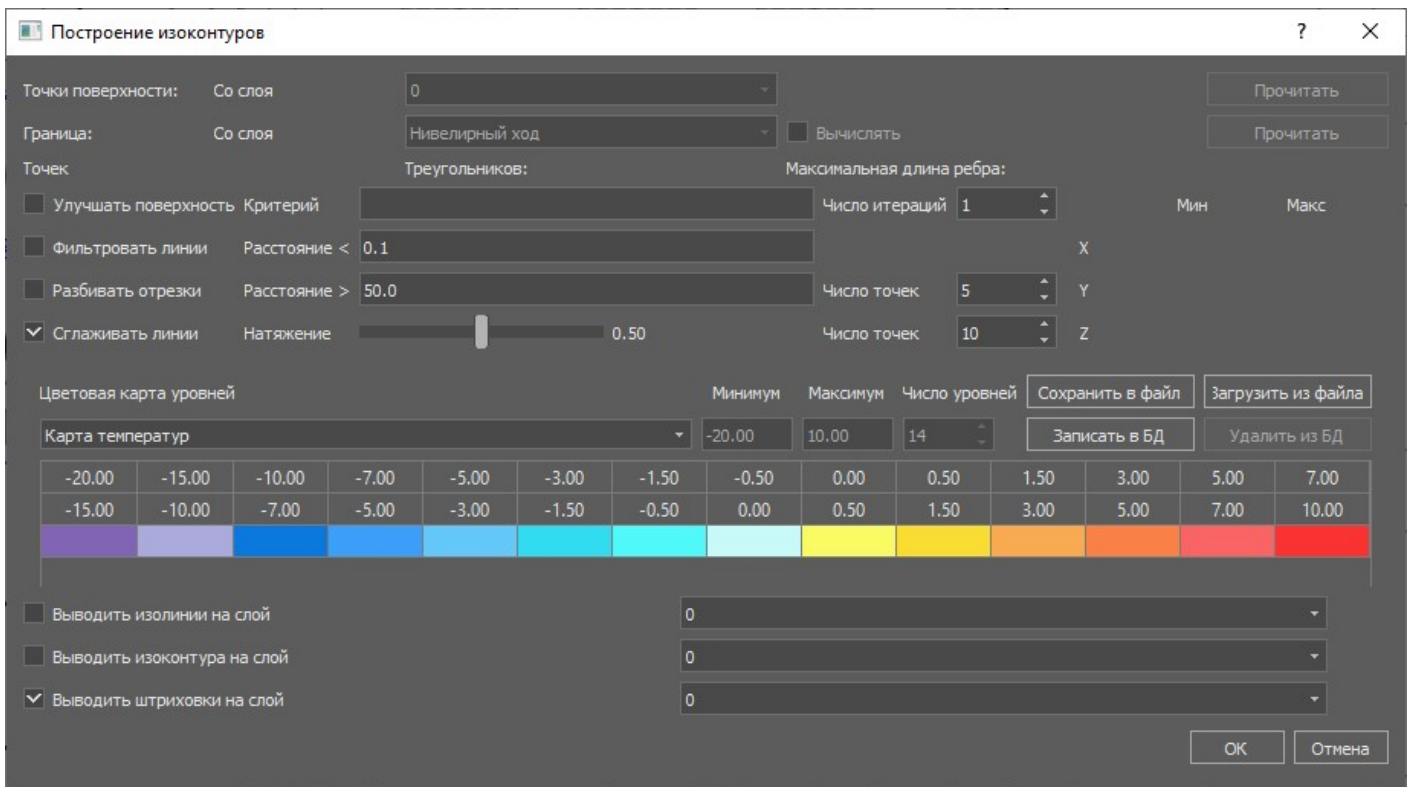 Построение изоконтуров ?
Точки поверхности: Со слоя 0 Прочитать
Граница: Со слоя Нивелирный ход Вычислять Прочитать
Точек Треугольников: Максимальная длина ребра:
Улучшать поверхность Критерий Число итераций 1 Мин Макс
Фильтровать линии Расстояние < 0.1 X
Разбивать отрезки Расстояние > 50.0 Число точек 5 Y
Сглаживать линии Натяжение 0.50 Число точек 10 Z
Цветовая карта уровней Минимум Максимум Число уровней Сохранить в файл Загрузить из файла
Карта температур -20.00 10.00 14 Записать в БД Удалить из БД
-20.00 -15.00 -10.00 -7.00 -5.00 -3.00 -1.50 -0.50 0.00 0.50 1.50 3.00 5.00 7.00
-15.00 -10.00 -7.00 -5.00 -3.00 -1.50 -0.50 0.00 0.50 1.50 3.00 5.00 7.00 10.00
Выводить изолинии на слой 0
Выводить изоконтура на слой 0
Выводить штриховки на слой 0
OK Отмена